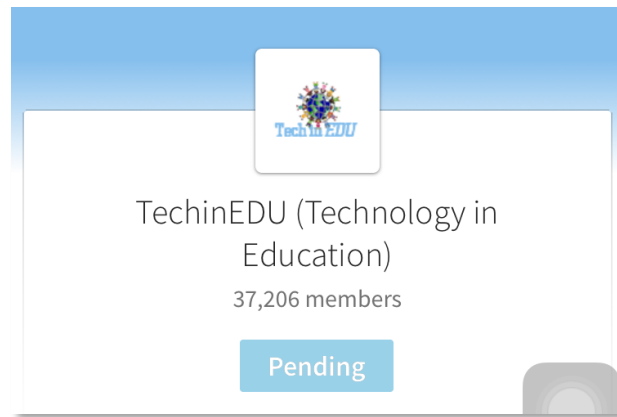 Tech in EDU
TechinEDU (Technology in
Education)
37,206 members
Pending